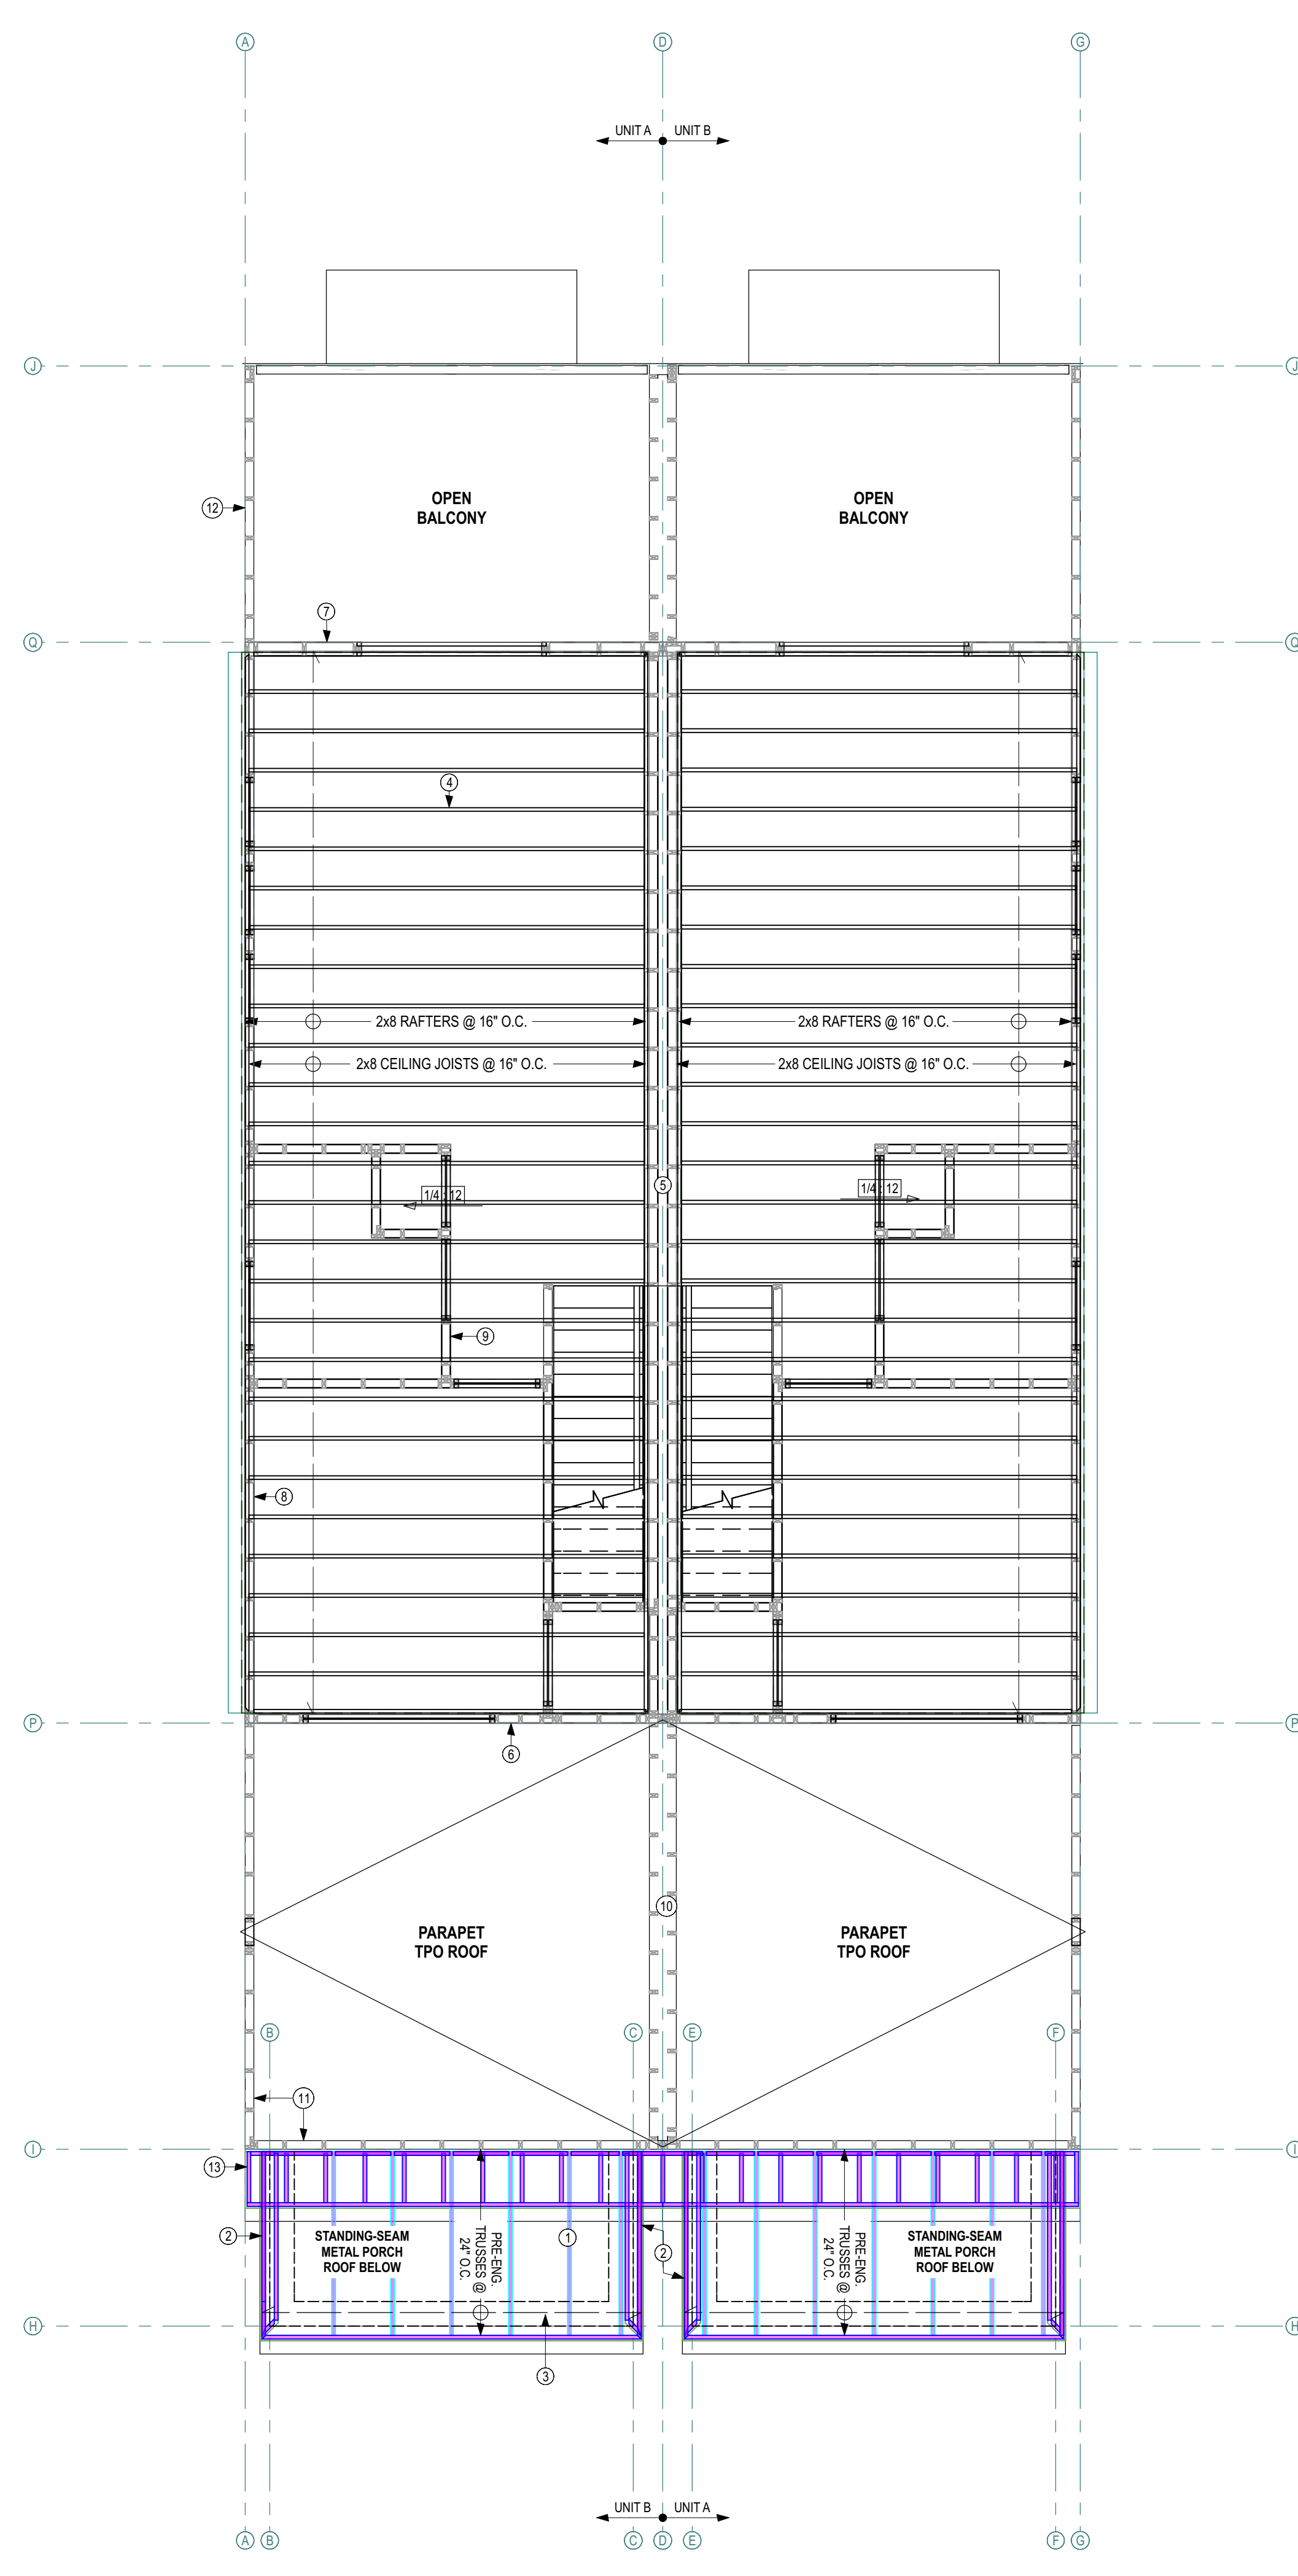 A
D
G
UNIT A
UNIT B
J
J
OPEN
BALCONY
OPEN
BALCONY
12
7
Q
Q
4
2x8 RAFTERS @ 16" O.C.
2x8 RAFTERS @ 16" O.C.
2x8 CEILING JOISTS @ 16" O.C.
2x8 CEILING JOISTS @ 16" O.C.
5
1/4 : 12
1/4 : 12
9
8
P
P
6
10
PARAPET
TPO ROOF
PARAPET
TPO ROOF
B
C
E
F
11
I
I
13
2
STANDING-SEAM
METAL PORCH
ROOF BELOW
PRE-ENG.
TRUSSES @
24" O.C.
1
2
PRE-ENG.
TRUSSES @
24" O.C.
STANDING-SEAM
METAL PORCH
ROOF BELOW
H
H
3
UNIT B
UNIT A
A
B
C
D
E
F
G